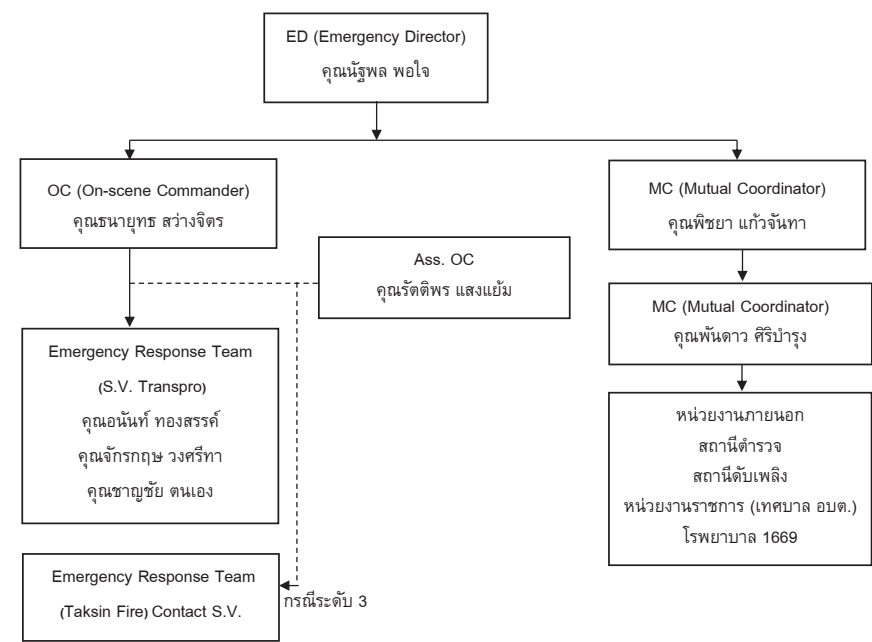 ED (Emergency Director)
คุณนัฐพล พอใจ
OC (On-scene Commander)
คุณธนายุทธ สว่างจิตร
MC (Mutual Coordinator)
คุณพิชยา แก้วจันทา
Ass. OC
คุณรัตติพร แสงแย้ม
MC (Mutual Coordinator)
คุณพันดาว ศิริบำรุง
Emergency Response Team
(S.V. Transpro)
คุณอนันท์ ทองสรรค์
คุณจักรกฤษ วงศรีทา
คุณชาญชัย ตนเอง
หน่วยงานภายนอก
สถานีตำรวจ
สถานีดับเพลิง
หน่วยงานราชการ (เทศบาล อบต.)
โรพยาบาล 1669
Emergency Response Team
(Taksin Fire) Contact S.V.
กรณีระดับ 3